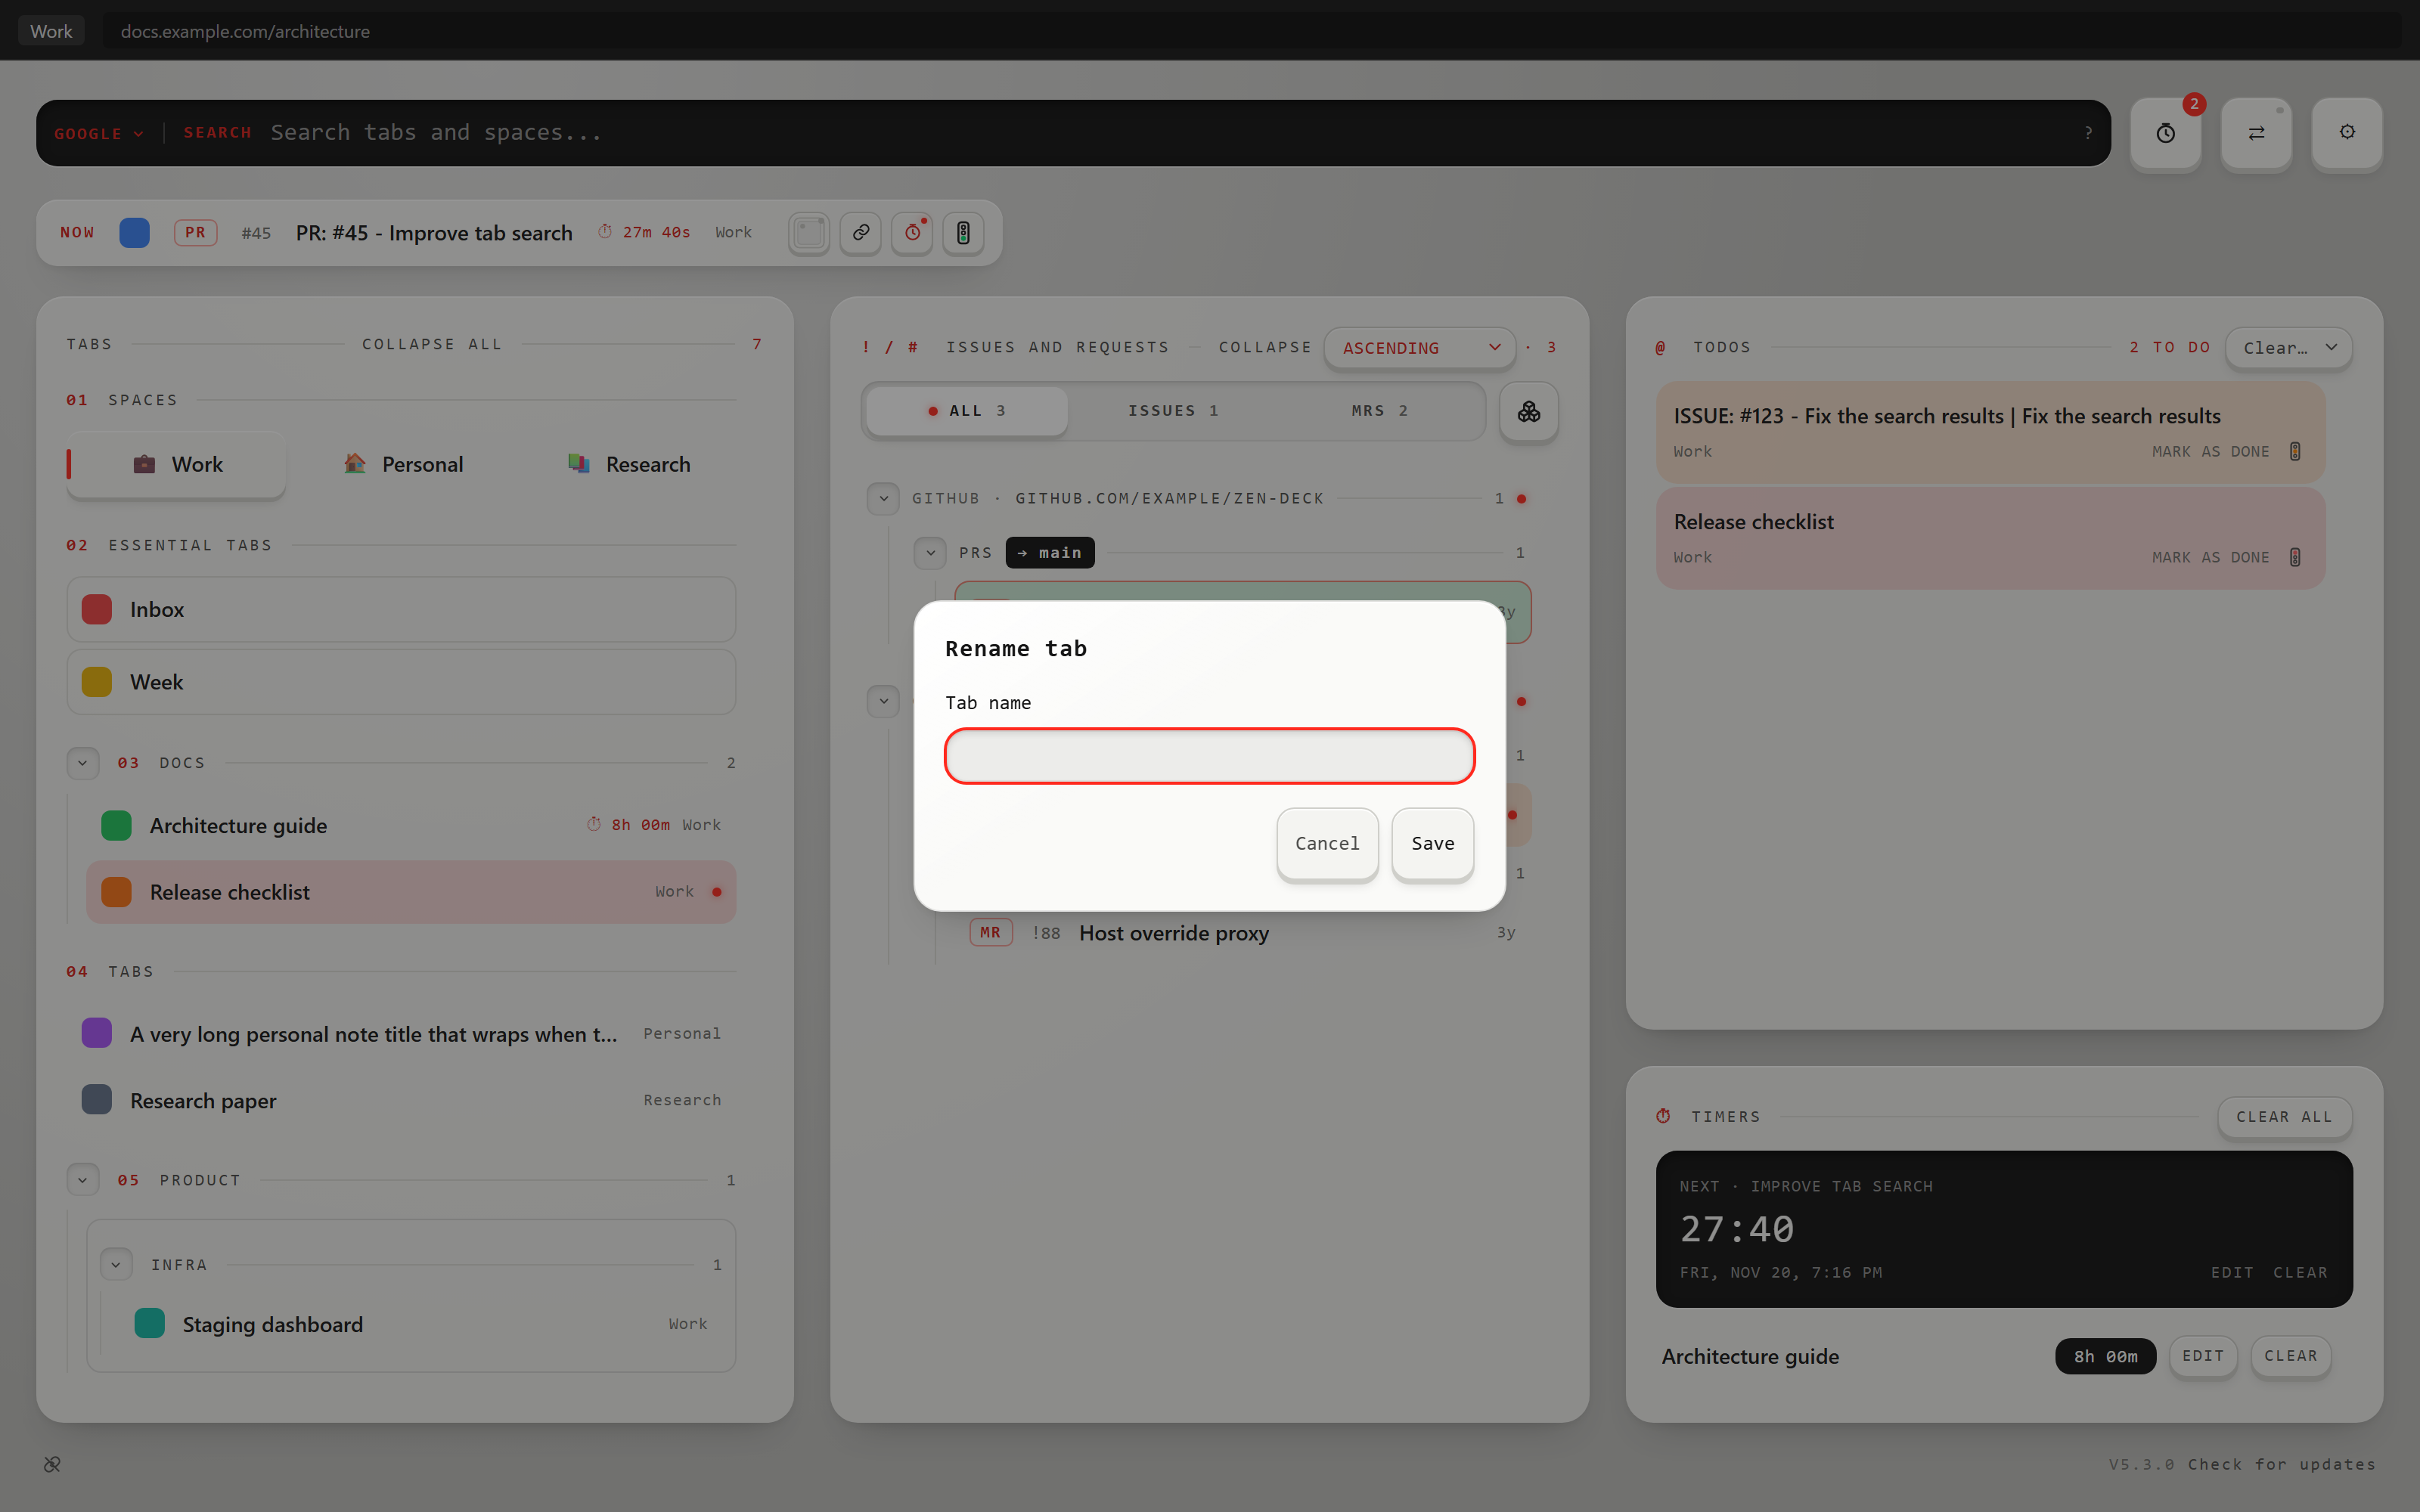 Work docs.example.com/architecture
GOOGLE SEARCH Search tabs and spaces... ?
2
NOW PR #45 PR: #45 - Improve tab search 27m 40s Work
TABS COLLAPSE ALL 7
01 SPACES
Work Personal Research
02 ESSENTIAL TABS
Inbox
Week
03 DOCS 2
Architecture guide 8h 00m Work
Release checklist Work
04 TABS
A very long personal note title that wraps when t... Personal
Research paper Research
05 PRODUCT 1
INFRA 1
Staging dashboard Work
! / # ISSUES AND REQUESTS COLLAPSE ASCENDING · 3
ALL 3 ISSUES 1 MRS 2
GITHUB · GITHUB.COM/EXAMPLE/ZEN-DECK 1
PRS → main 1
3y
Rename tab
Tab name
Cancel Save
1
1
MR !88 Host override proxy 3y
@ TODOS 2 TO DO Clear...
ISSUE: #123 - Fix the search results | Fix the search results
Work MARK AS DONE
Release checklist
Work MARK AS DONE
TIMERS CLEAR ALL
NEXT · IMPROVE TAB SEARCH
27:40
FRI, NOV 20, 7:16 PM EDIT CLEAR
Architecture guide 8h 00m EDIT CLEAR
V5.3.0 Check for updates